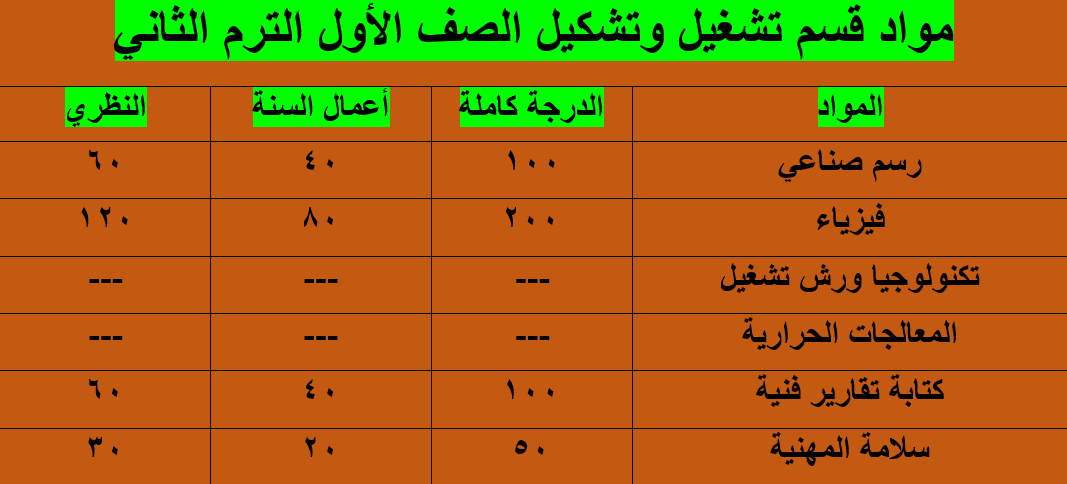 مواد قسم تشغيل وتشكيل الصف الأول الترم الثاني
المواد الدرجة كاملة أعمال السنة النظري
رسم صناعي ١٠٠ ٤٠ ٦٠
فيزياء ٢٠٠ ٨٠ ١٢٠
تكنولوجيا ورش تشغيل --- --- ---
المعالجات الحرارية --- --- ---
كتابة تقارير فنية ١٠٠ ٤٠ ٦٠
سلامة المهنية ٥٠ ٢٠ ٣٠